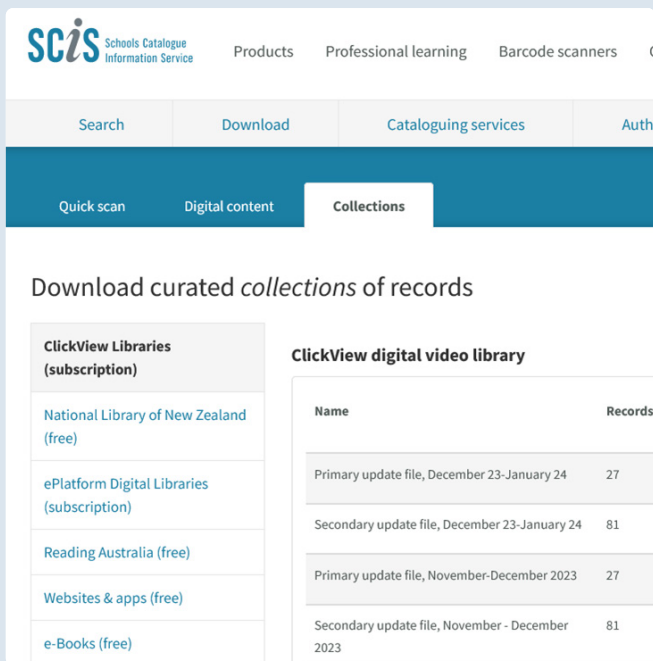 SCiS Schools Catalogue
Information Service
Products Professional learning Barcode scanners
Search Download Cataloguing services
Quick scan Digital content Collections
Download curated collections of records
ClickView Libraries
(subscription)
National Library of New Zealand
(free)
ePlatform Digital Libraries
(subscription)
Reading Australia (free)
Websites & apps (free)
e-Books (free)
ClickView digital video library
Name Records
Primary update file, December 23-January 24 27
Secondary update file, December 23-January 24 81
Primary update file, November-December 2023 27
Secondary update file, November - December 81
2023